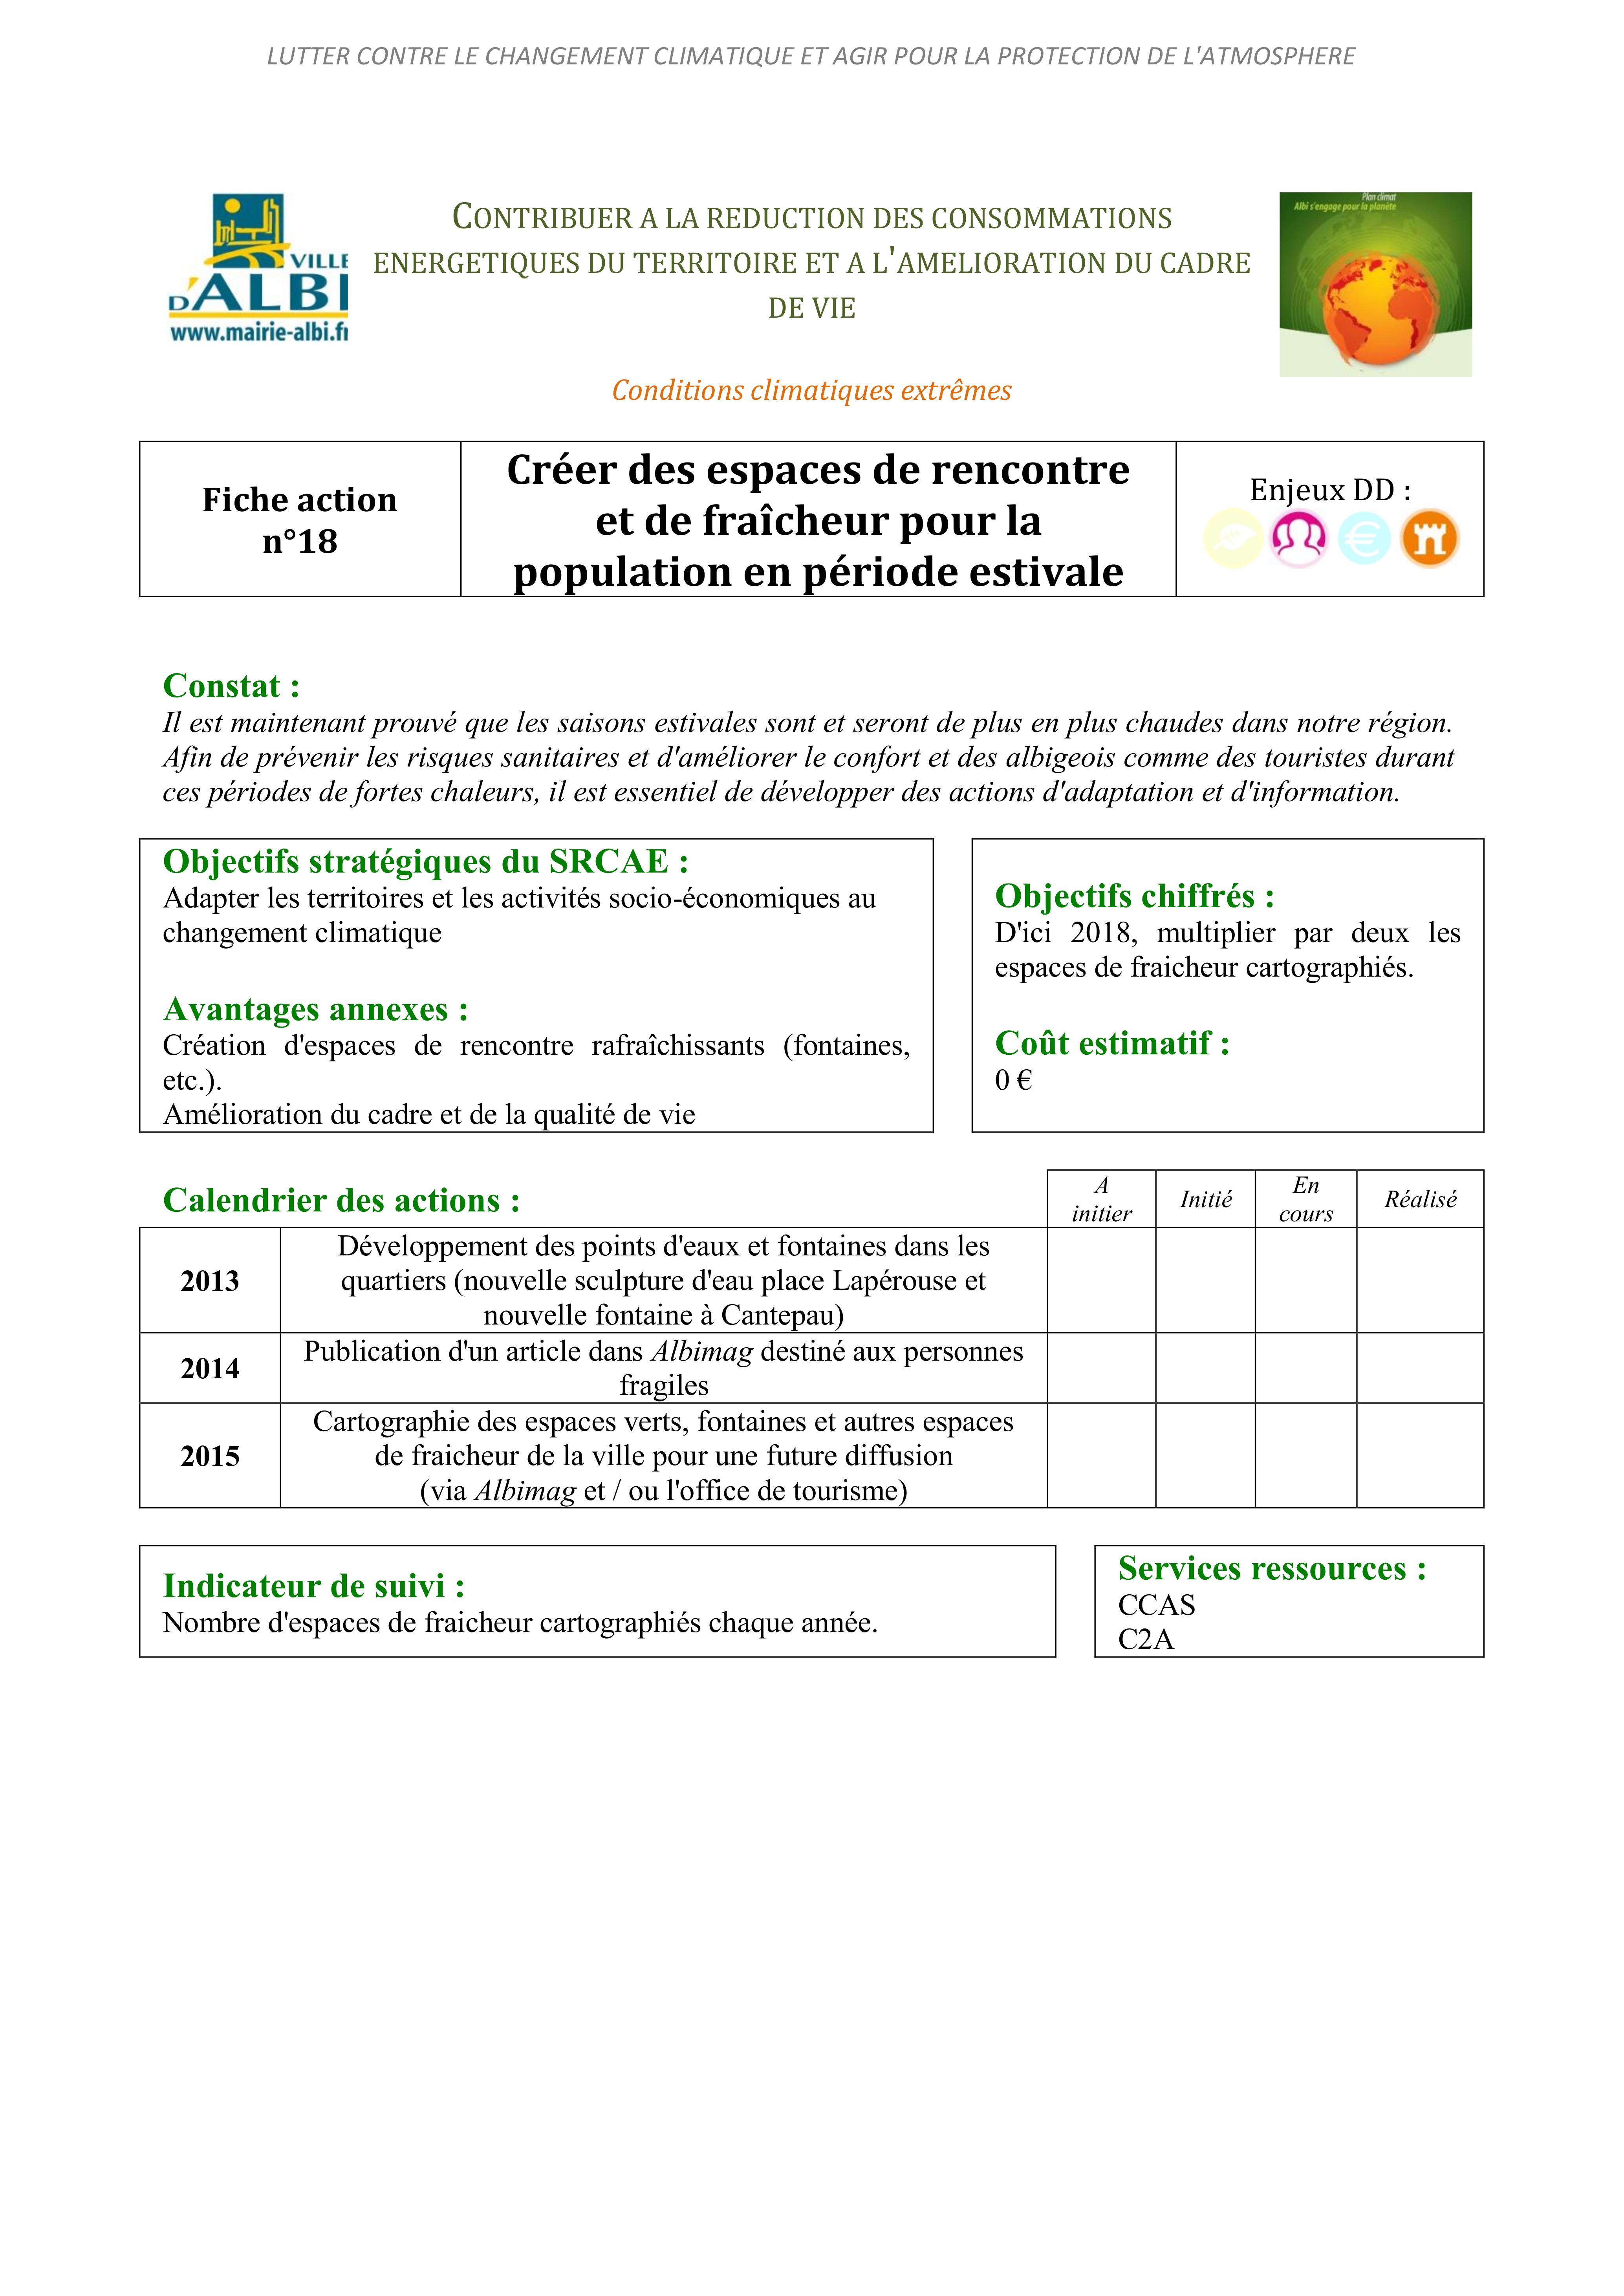 LUTTER CONTRE LE CHANGEMENT CLIMATIQUE ET AGIR POUR LA PROTECTION DE L'ATMOSPHERE
VILLE
D'ALBI
www.mairie-albi.fr
CONTRIBUER A LA REDUCTION DES CONSOMMATIONS
ENERGETIQUES DU TERRITOIRE ET A L'AMELIORATION DU CADRE
DE VIE
Plan climat
Albi s'engage pour la planète
Conditions climatiques extrêmes
Fiche action
n°18
Créer des espaces de rencontre
et de fraîcheur pour la
population en période estivale
Enjeux DD :
€
Constat :
Il est maintenant prouvé que les saisons estivales sont et seront de plus en plus chaudes dans notre région.
Afin de prévenir les risques sanitaires et d'améliorer le confort et des albigeois comme des touristes durant
ces périodes de fortes chaleurs, il est essentiel de développer des actions d'adaptation et d'information.
Objectifs stratégiques du SRCAE :
Adapter les territoires et les activités socio-économiques au
changement climatique
Avantages annexes :
Création d'espaces de rencontre rafraîchissants (fontaines,
etc.).
Amélioration du cadre et de la qualité de vie
Objectifs chiffrés :
D'ici 2018, multiplier par deux les
espaces de fraicheur cartographiés.
Coût estimatif :
0 €
Calendrier des actions :
A
initier
Initié
En
cours
Réalisé
2013
Développement des points d'eaux et fontaines dans les
quartiers (nouvelle sculpture d'eau place Lapérouse et
nouvelle fontaine à Cantepau)
2014
Publication d'un article dans Albimag destiné aux personnes
fragiles
2015
Cartographie des espaces verts, fontaines et autres espaces
de fraicheur de la ville pour une future diffusion
(via Albimag et / ou l'office de tourisme)
Indicateur de suivi :
Nombre d'espaces de fraicheur cartographiés chaque année.
Services ressources :
CCAS
C2A